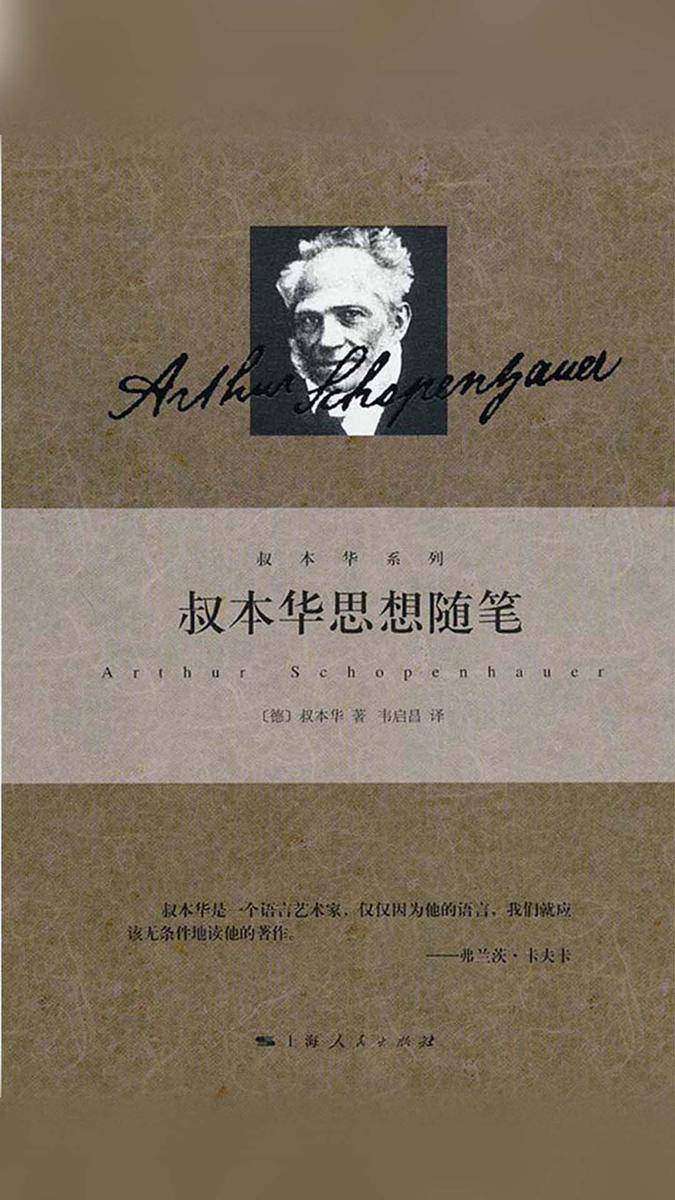 Arthur Schopenhauer
叔本华系列
叔本华思想随笔
Arthur Schopenhauer
〔德〕叔本华 著 韦启昌 译
叔本华是一个语言艺术家，仅仅因为他的语言，我们就应
该无条件地读他的著作。
——弗兰茨·卡夫卡
上海人民出版社